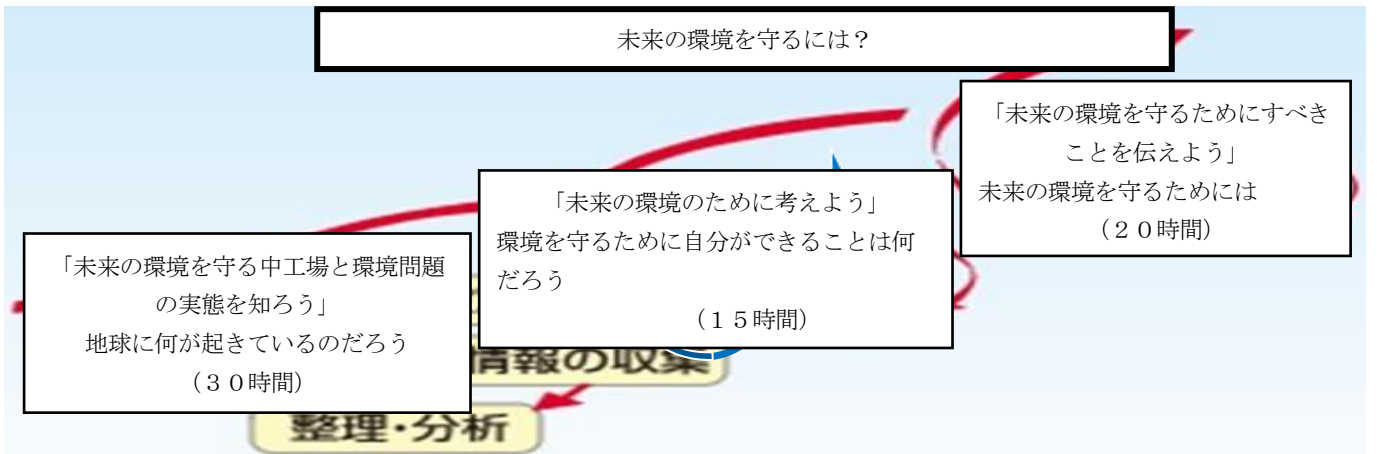 未来の環境を守るには？
「未来の環境を守るためにすべき
ことを伝えよう」
未来の環境を守るためには
（２０時間）
「未来の環境のために考えよう」
環境を守るために自分ができることは何
だろう
（１５時間）
「未来の環境を守る中工場と環境問題
の実態を知ろう」
地球に何が起きているのだろう
（３０時間）
情報の収集
整理・分析